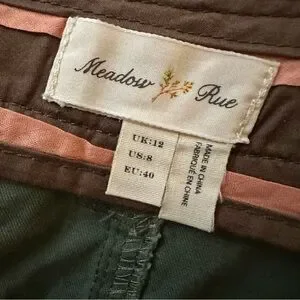 Meadow Rue
UK:12
US:8
EU:40
MADE IN CHINA
FABRIQUÉ EN CHINE